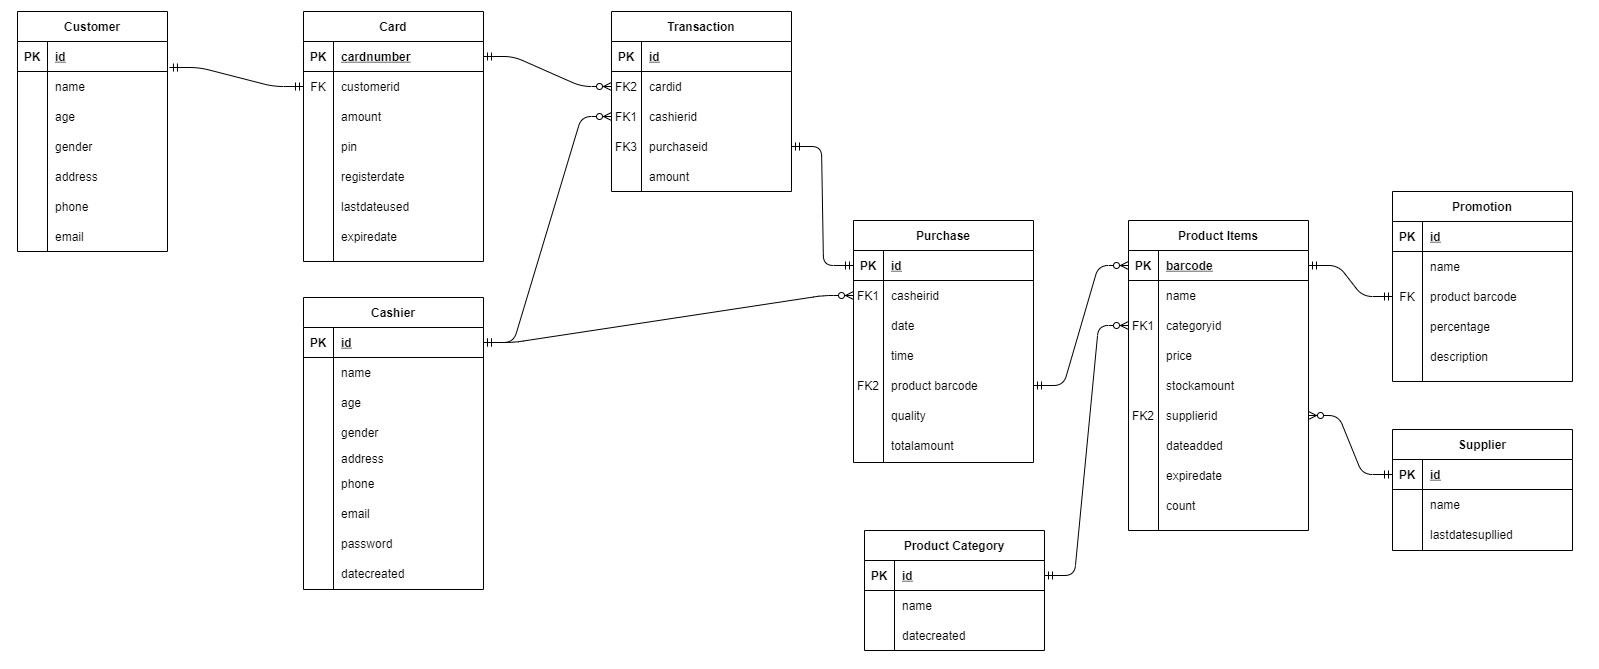 Customer
PK id
name
age
gender
address
phone
email
Card
PK cardnumber
FK customerid
amount
pin
registerdate
lastdateused
expiredate
Transaction
PK id
FK2 cardid
FK1 cashierid
FK3 purchaseid
amount
Cashier
PK id
name
age
gender
address
phone
email
password
datecreated
Purchase
PK id
FK1 casheirid
date
time
FK2 product barcode
quality
totalamount
Product Items
PK barcode
name
FK1 categoryid
price
stockamount
FK2 supplierid
dateadded
expiredate
count
Promotion
PK id
name
FK product barcode
percentage
description
Supplier
PK id
name
lastdatesupllied
Product Category
PK id
name
datecreated